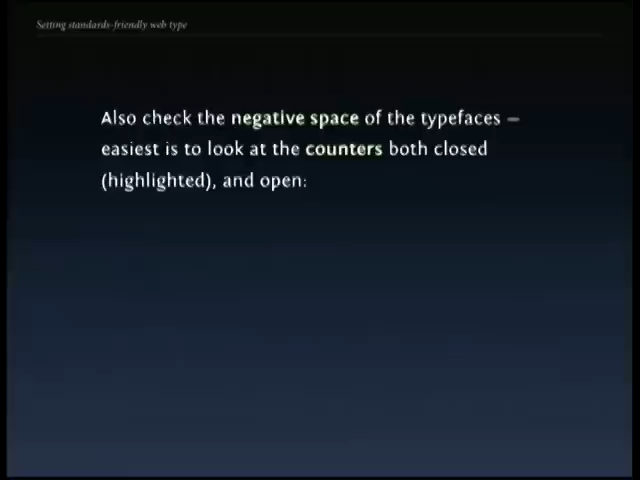 Setting standards-friendly web type
Also check the negative space of the typefaces —
easiest is to look at the counters both closed
(highlighted), and open: